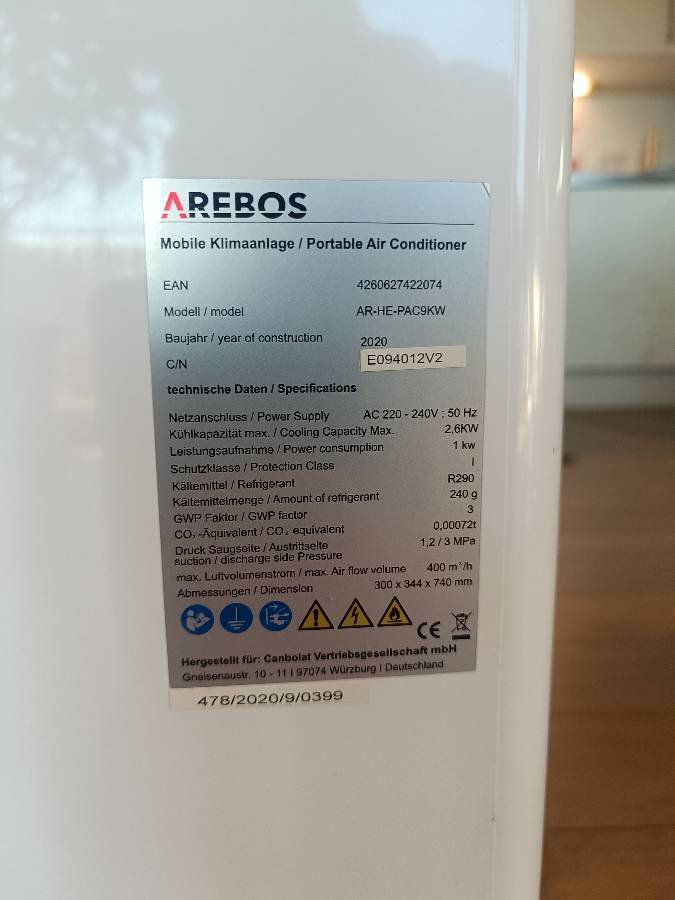 AREBOS
Mobile Klimaanlage / Portable Air Conditioner
EAN 4260627422074
Modell / model AR-HE-PAC9KW
Baujahr / year of construction 2020
C/N E094012V2
technische Daten / Specifications
Netzanschluss / Power Supply AC 220 - 240V ; 50 Hz
Kühlkapazität max. / Cooling Capacity Max. 2,6KW
Leistungsaufnahme / Power consumption 1 kw
Schutzklasse / Protection Class I
Kältemittel / Refrigerant R290
Kältemittelmenge / Amount of refrigerant 240 g
GWP Faktor / GWP factor 3
CO₂ -Äquivalent / CO₂ equivalent 0,00072t
Druck Saugseite / Austrittseite
suction / discharge side Pressure 1,2 / 3 MPa
max. Luftvolumenstrom / max. Air flow volume 400 m³/h
Abmessungen / Dimension 300 x 344 x 740 mm
CE
Hergestellt für: Canbolat Vertriebsgesellschaft mbH
Gneisenaustr. 10 - 11 I 97074 Würzburg I Deutschland
478/2020/9/0399